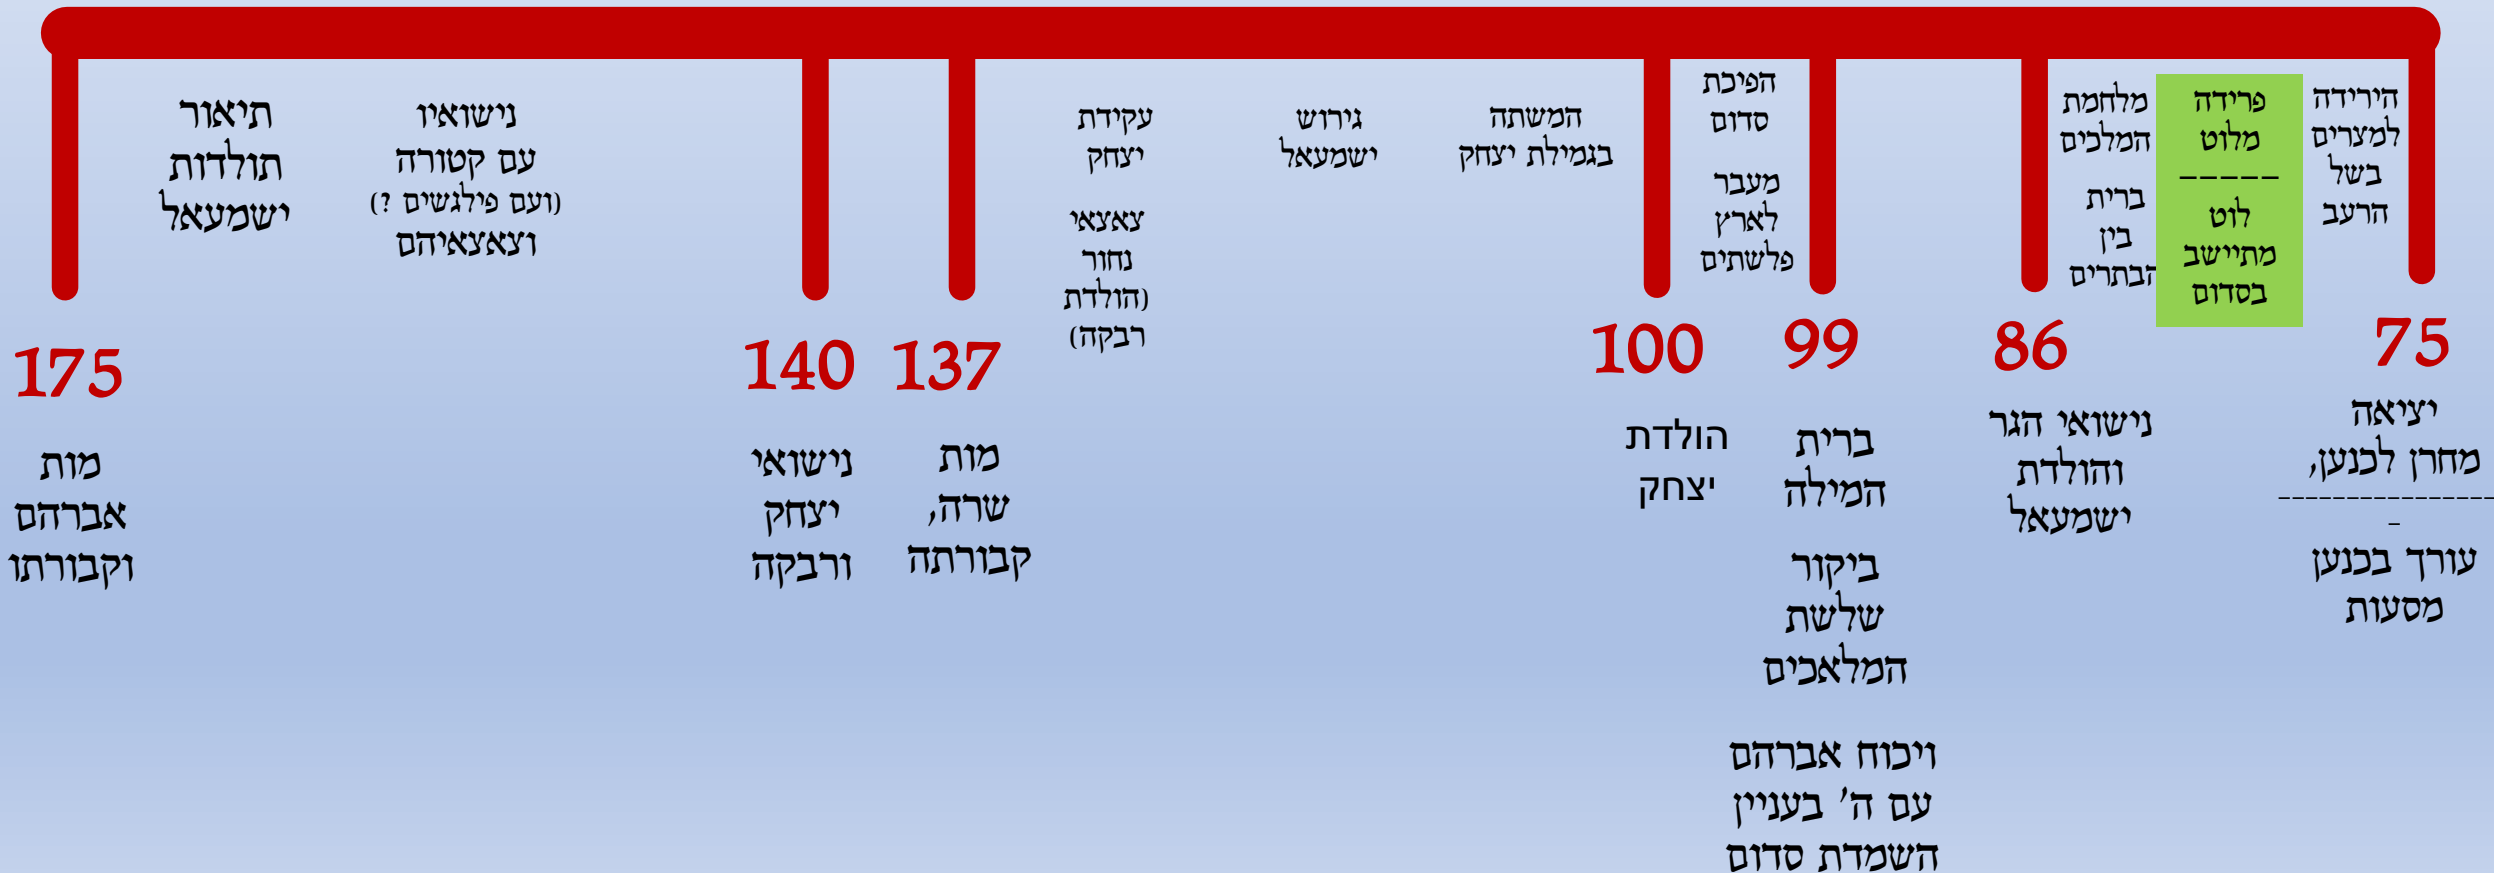 הירידה
למצרים
בשל
הרעב
פרידה
מלוט
-----
לוט
מתיישב
בסדום
מלחמת
המלכים
ברית
בין
הבתרים
הפיכת
סדום
מעבר
לארץ
פלשתים
המשתה
בגמילת יצחק
גירוש
ישמעאל
עקידת
יצחק
צאצאי
נחור
(הולדת
רבקה)
נישואין
עם קטורה
(ועם פילגשים ?)
וצאצאיהם
תיאור
תולדות
ישמעאל
75
יציאה
מחרן לכנען,
----------------
-
עורך בכנען
מסעות
86
נישואי הגר
והולדת
ישמעאל
99
ברית
המילה
ביקור
שלשת
המלאכים
ויכוח אברהם
עם ה' בעניין
השמדת סדום
100
הולדת
יצחק
137
מות
שרה,
קבורתה
140
נישואי
יצחק
ורבקה
175
מות
אברהם
וקבורתו